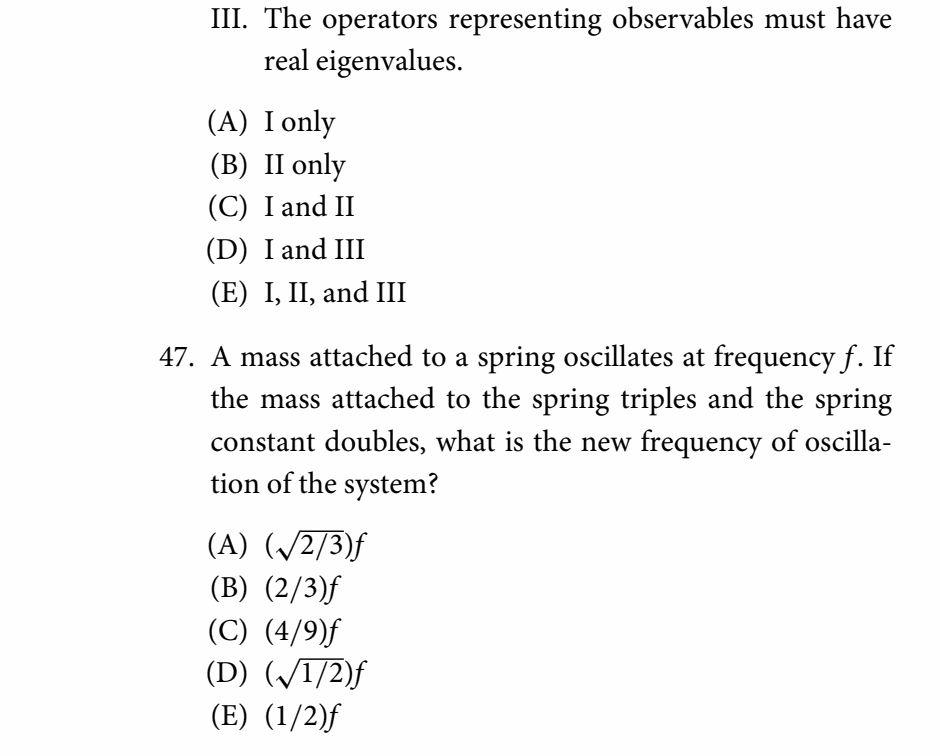 III. The operators representing observables must have
real eigenvalues.
(A) I only
(B) II only
(C) I and II
(D) I and III
(E) I, II, and III
47. A mass attached to a spring oscillates at frequency f. If
the mass attached to the spring triples and the spring
constant doubles, what is the new frequency of oscilla-
tion of the system?
(A) (√2/3)f
(B) (2/3)f
(C) (4/9)f
(D) (√1/2)f
(E) (1/2)f